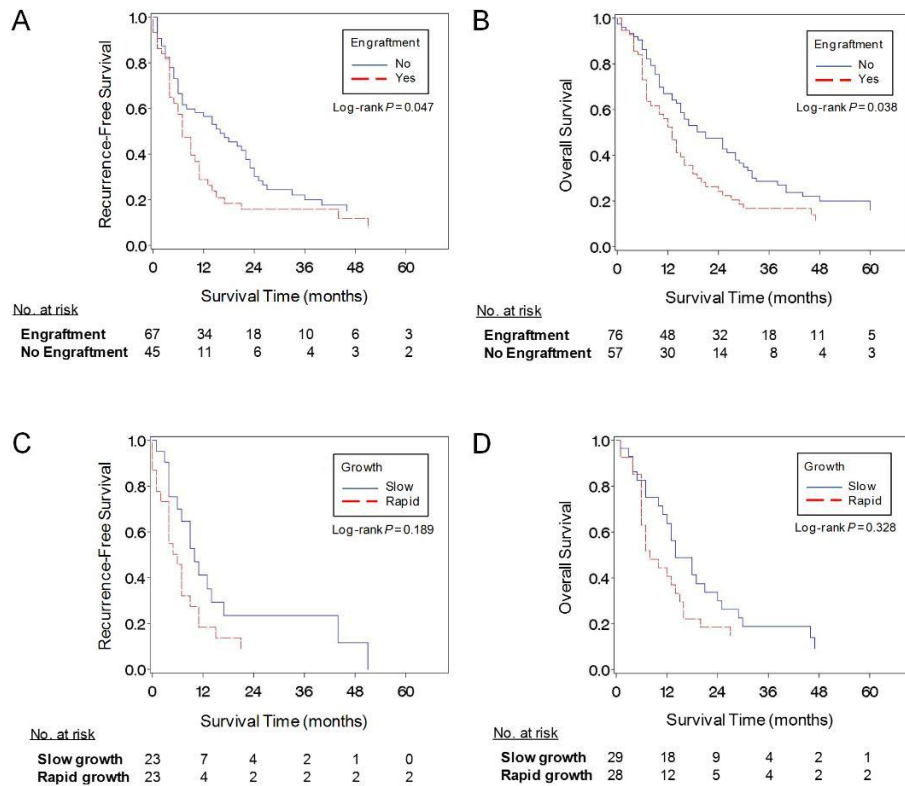 A
Recurrence-Free Survival
1.0
0.8
0.6
0.4
0.2
0.0
0 12 24 36 48 60
Survival Time (months)
Engraftment
No
Yes
Log-rank P = 0.047
No. at risk
Engraftment 67 34 18 10 6 3
No Engraftment 45 11 6 4 3 2
B
Overall Survival
1.0
0.8
0.6
0.4
0.2
0.0
0 12 24 36 48 60
Survival Time (months)
Engraftment
No
Yes
Log-rank P = 0.038
No. at risk
Engraftment 76 48 32 18 11 5
No Engraftment 57 30 14 8 4 3
C
Recurrence-Free Survival
1.0
0.8
0.6
0.4
0.2
0.0
0 12 24 36 48 60
Survival Time (months)
Growth
Slow
Rapid
Log-rank P = 0.189
No. at risk
Slow growth 23 7 4 2 1 0
Rapid growth 23 4 2 2 2 2
D
Overall Survival
1.0
0.8
0.6
0.4
0.2
0.0
0 12 24 36 48 60
Survival Time (months)
Growth
Slow
Rapid
Log-rank P = 0.328
No. at risk
Slow growth 29 18 9 4 2 1
Rapid growth 28 12 5 4 2 2